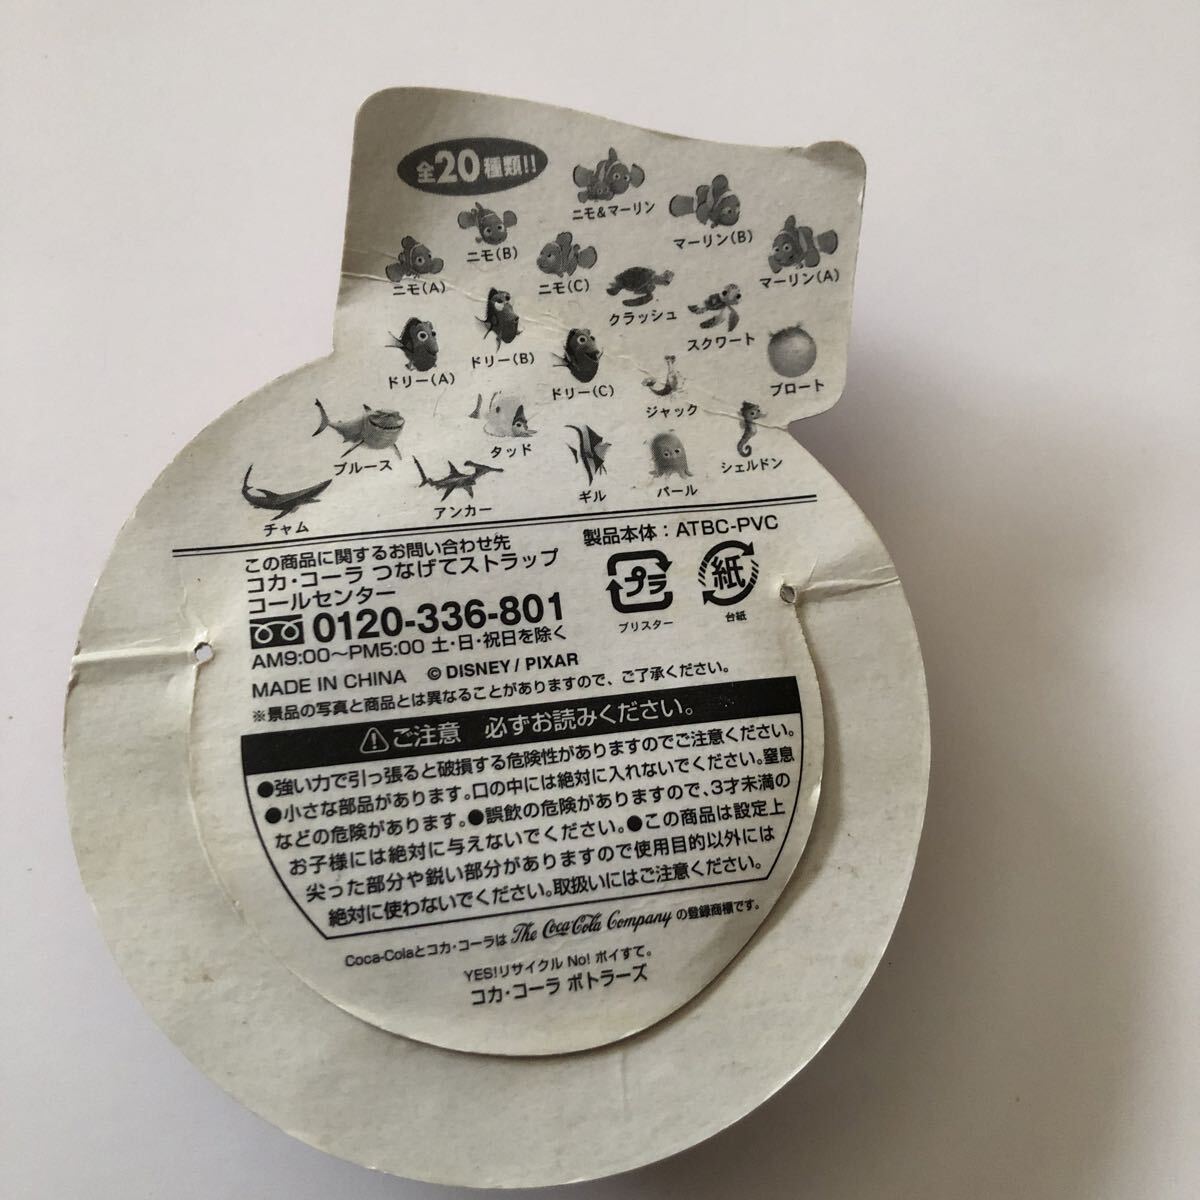 全20種類!!
ニモ&マーリン
マーリン(B)
マーリン(A)
ニモ(B)
ニモ(A)
ニモ(C)
クラッシュ
スクワート
ブロート
ドリー(A)
ドリー(B)
ドリー(C)
ジャック
シェルドン
ブルース
タッド
ギル
パール
チャム
アンカー
この商品に関するお問い合わせ先
コカ・コーラ つなげてストラップ
コールセンター
0120-336-801
AM9:00〜PM5:00 土・日・祝日を除く
MADE IN CHINA ©DISNEY/PIXAR
製品本体：ATBC-PVC
プラ
ブリスター
紙
台紙
※景品の写真と商品とは異なることがありますので、ご了承ください。
ご注意 必ずお読みください。
●強い力で引っ張ると破損する危険性がありますのでご注意ください。
●小さな部品があります。口の中には絶対に入れないでください。窒息
などの危険があります。●誤飲の危険がありますので、3才未満の
お子様には絶対に与えないでください。●この商品は設定上
尖った部分や鋭い部分がありますので使用目的以外には
絶対に使わないでください。取扱いにはご注意ください。
Coca-Colaとコカ・コーラは The Coca-Cola Company の登録商標です。
YES!リサイクル No! ポイすて。
コカ・コーラ ボトラーズ